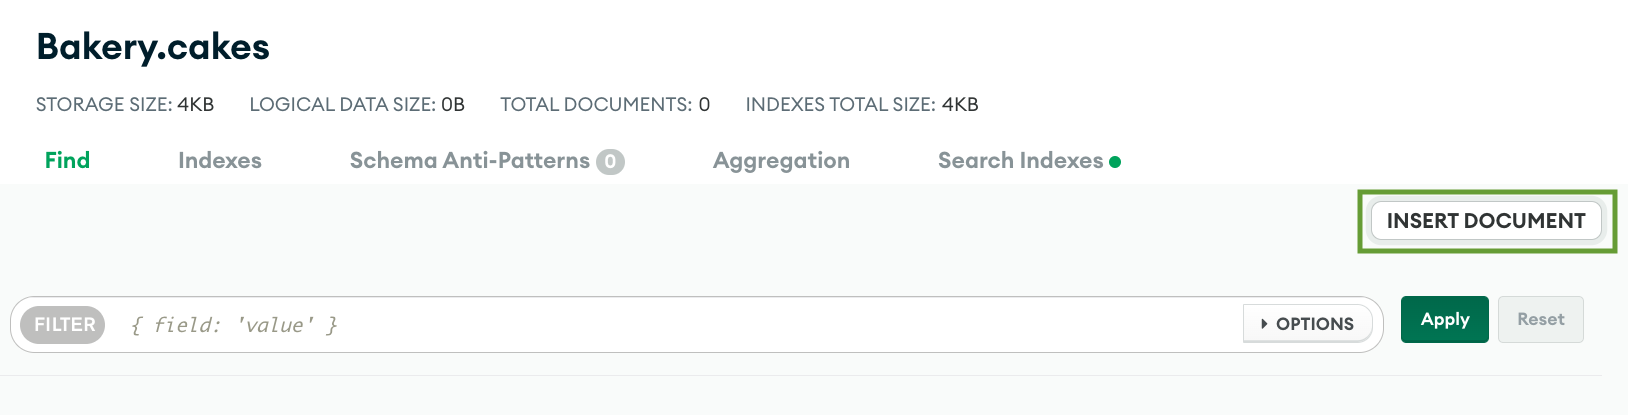 Bakery.cakes
STORAGE SIZE: 4KB LOGICAL DATA SIZE: 0B TOTAL DOCUMENTS: 0 INDEXES TOTAL SIZE: 4KB
Find Indexes Schema Anti-Patterns 0 Aggregation Search Indexes
INSERT DOCUMENT
FILTER { field: 'value' } OPTIONS Apply Reset